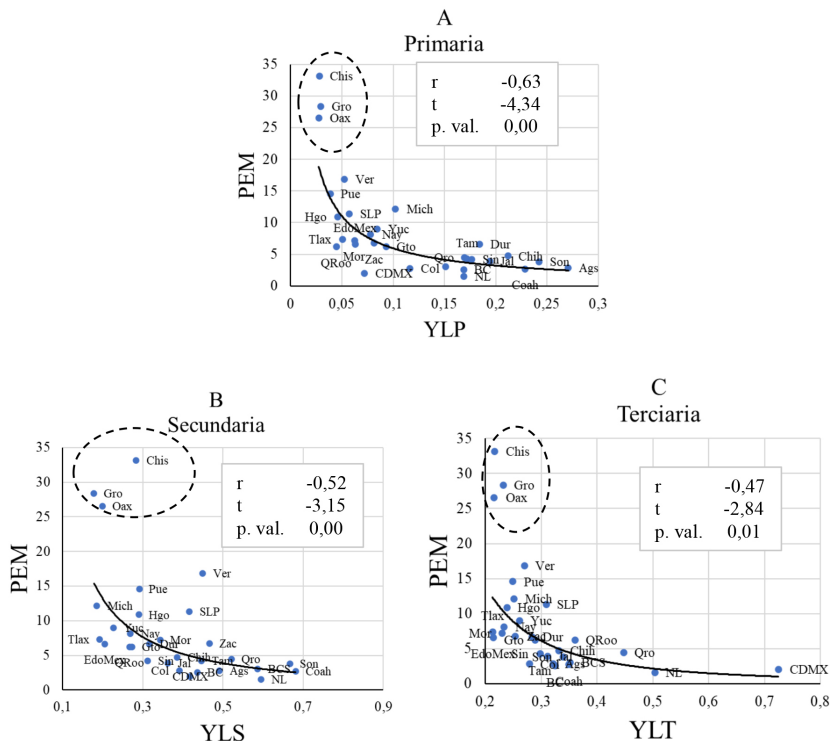 A
Primaria
PEM
35
30
25
20
15
10
5
0
r -0,63
t -4,34
p. val. 0,00
Chis
Gro
Oax
Ver
Pue
Hgo
SLP
Mich
EdoMex
Yuc
Nay
Tlax
Gto
Mor
Zac
QRoo
CDMX
Col
Qro
Tam
Dur
Sin
BC
NL
Jal
Chih
Coah
Son
Ags
0 0,05 0,1 0,15 0,2 0,25 0,3
YLP
B
Secundaria
PEM
35
30
25
20
15
10
5
0
r -0,52
t -3,15
p. val. 0,00
Chis
Gro
Oax
Ver
Pue
Mich
Hgo
SLP
Yuc
Nay
Tlax
Mor
Zac
Gto
EdoMex
QRoo
Sin
Col
Jal
Chih
CDMX
Tam
BC
Qro
Ags
BCS
NL
Son
Coah
0,1 0,3 0,5 0,7 0,9
YLS
C
Terciaria
PEM
35
30
25
20
15
10
5
0
r -0,47
t -2,84
p. val. 0,01
Chis
Gro
Oax
Ver
Pue
Mich
Hgo
SLP
Tlax
Yuc
Nay
Mor
Gto
Zac
Dur
QRoo
EdoMex
Sin
Son
Chih
Qro
Tam
Jal
Ags
BCS
BC
Coah
NL
CDMX
0,2 0,3 0,4 0,5 0,6 0,7 0,8
YLT